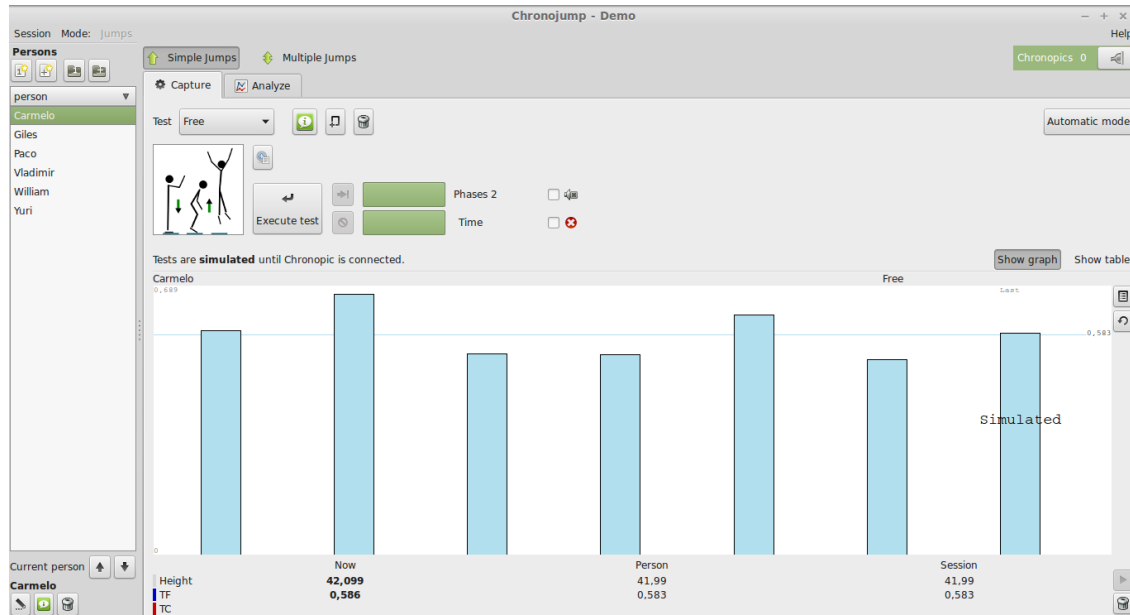 Chronojump - Demo
Session Mode: Jumps
Help
Persons
Simple Jumps Multiple Jumps
Chronopics 0
Capture Analyze
person
Carmelo
Giles
Paco
Vladimir
William
Yuri
Test Free
Automatic mode
Execute test
Phases 2
Time
Tests are simulated until Chronopic is connected.
Show graph Show table
Carmelo Free
0,689 Last
0,583
Simulated
0
Current person
Carmelo
Now Person Session
Height 42,099 41,99 41,99
TF 0,586 0,583 0,583
TC